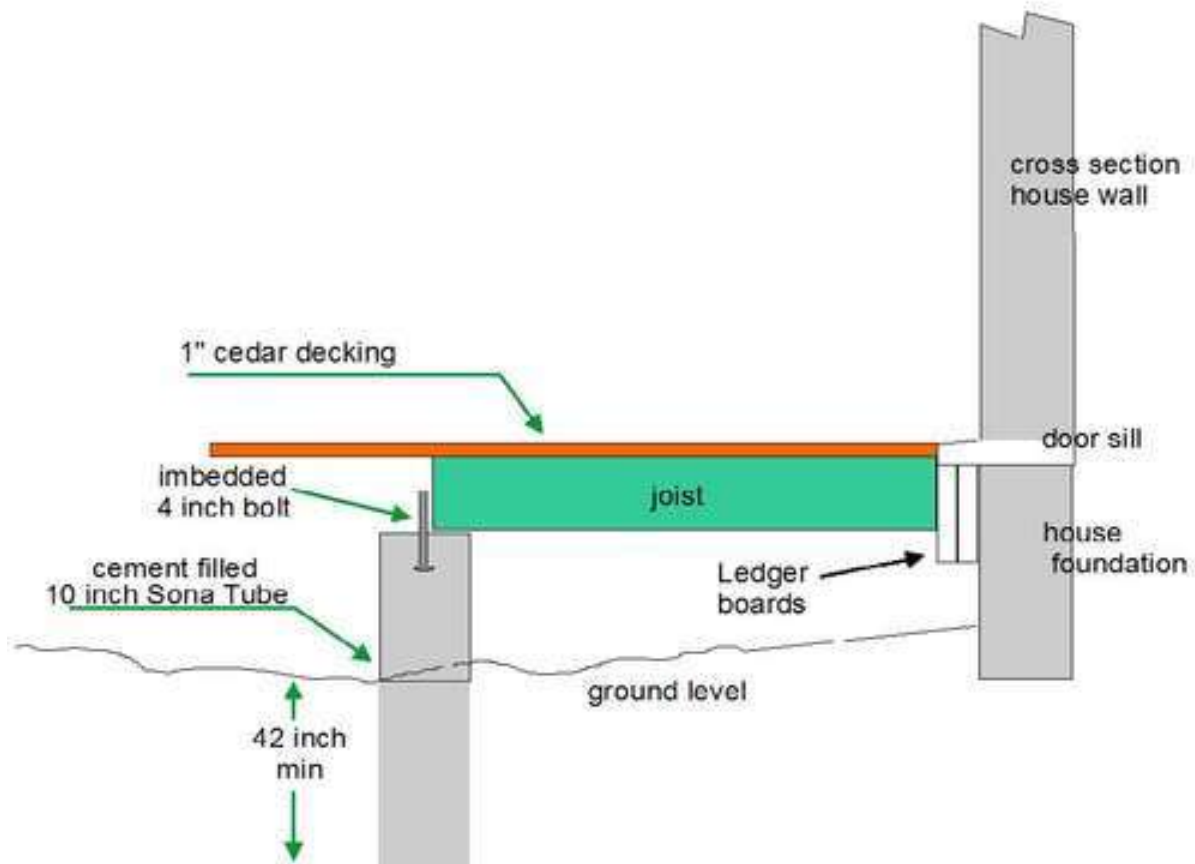 cross section
house wall
1" cedar decking
door sill
imbedded
4 inch bolt
joist
house
foundation
cement filled
10 inch Sona Tube
Ledger
boards
ground level
42 inch
min